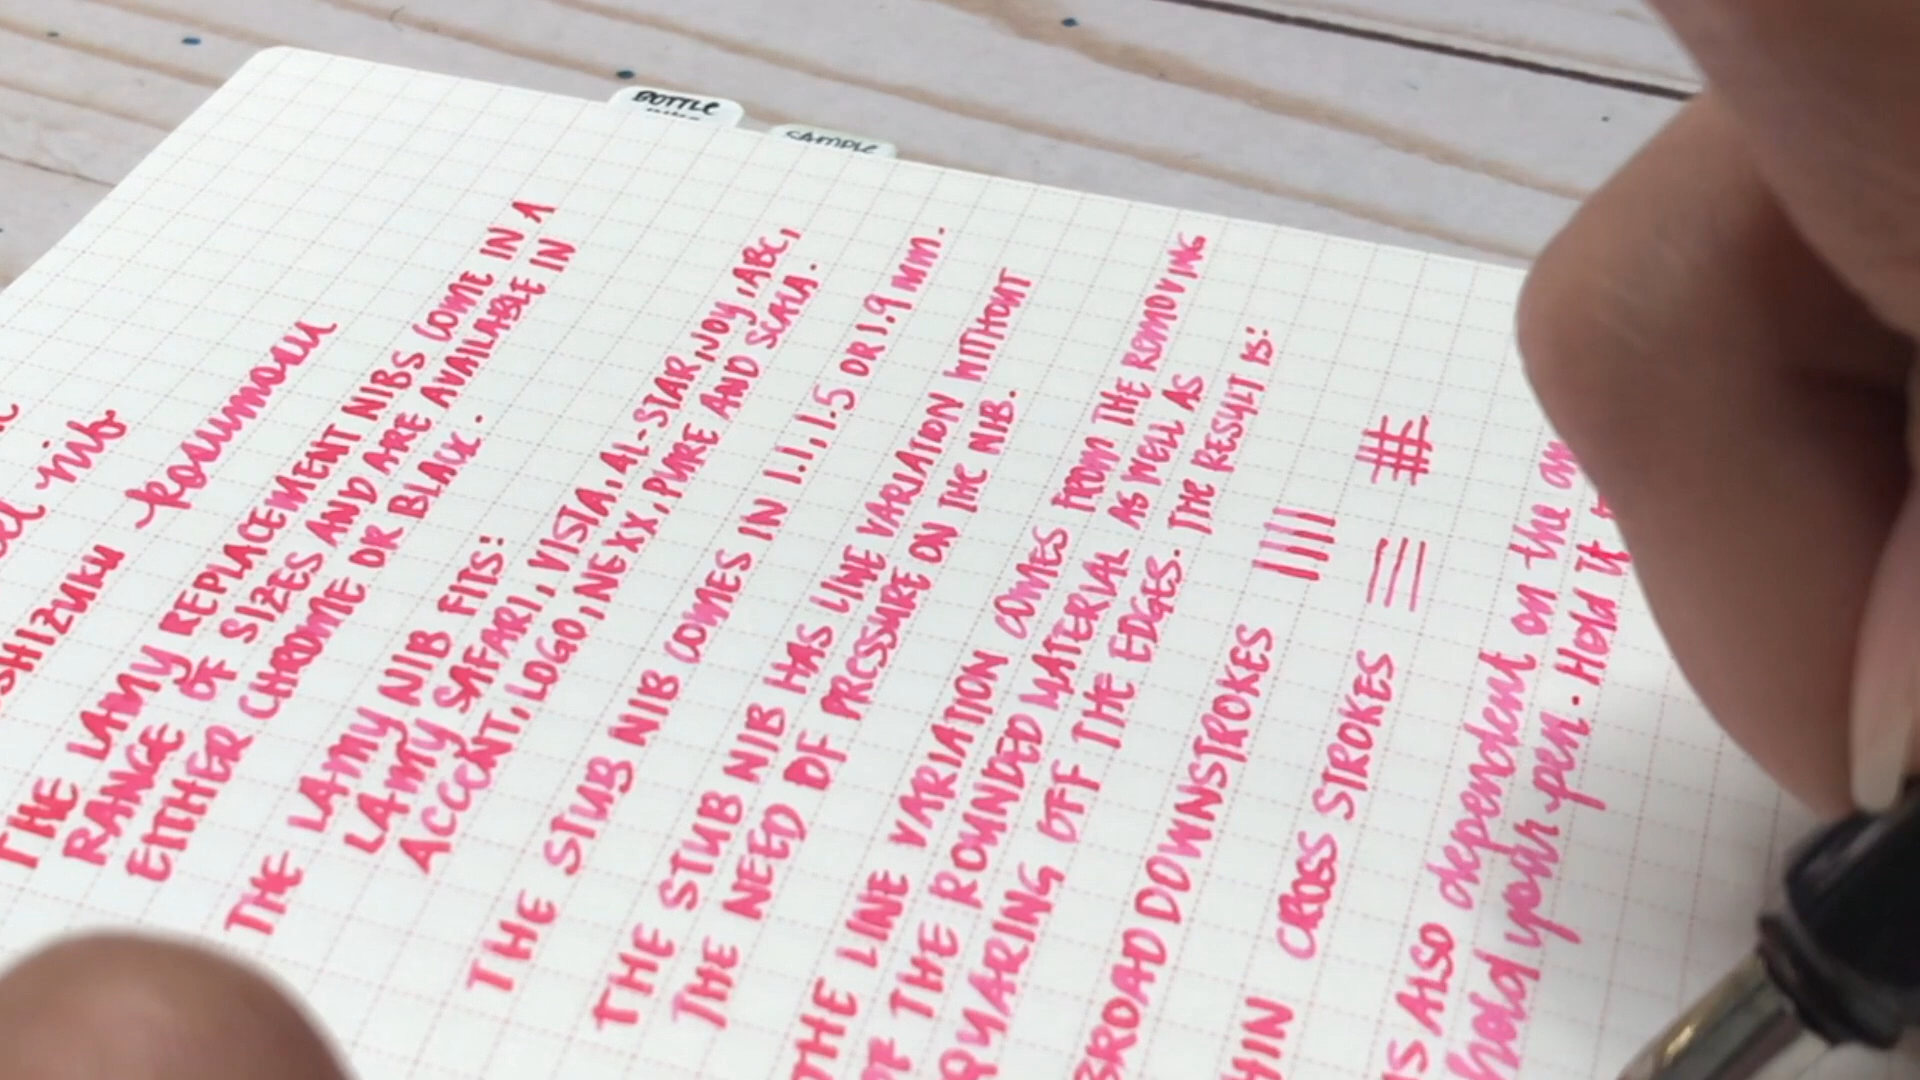 BOTTLE
SAMPLE
nib
SHIZUKU kosumosu
THE LAMY REPLACEMENT NIBS COME IN A
RANGE OF SIZES AND ARE AVAILABLE IN
EITHER CHROME OR BLACK.
THE LAMY NIB FITS:
LAMY SAFARI, VISTA, AL-STAR, JOY, ABC,
ACCENT, LOGO, NEXX, PURE AND SCALA.
THE STUB NIB COMES IN 1.1, 1.5 OR 1.9 MM.
THE STUB NIB HAS LINE VARIATION WITHOUT
THE NEED OF PRESSURE ON THE NIB.
THE LINE VARIATION COMES FROM THE REMOVING
OF THE ROUNDED MATERIAL AS WELL AS
QUARING OFF THE EDGES. THE RESULT IS:
BROAD DOWNSTROKES
HIN CROSS STROKES
IS ALSO dependent on the an
hold your pen. Hold it